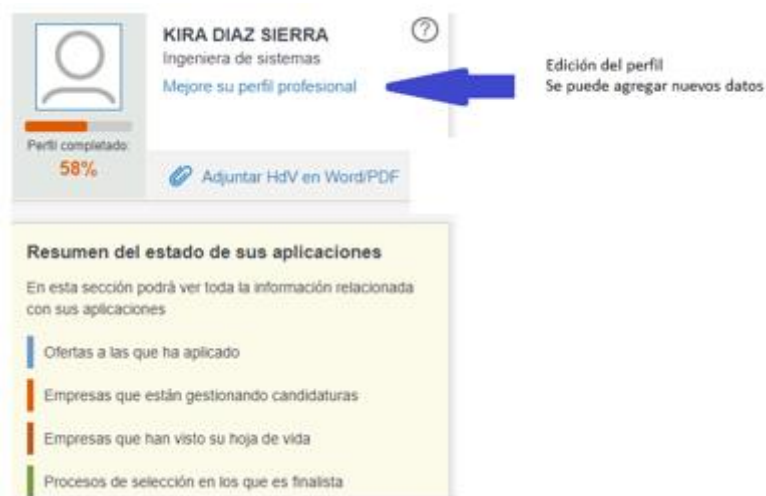 KIRA DIAZ SIERRA
Ingeniera de sistemas
Mejore su perfil profesional
Perfil completado:
58%
Adjuntar HdV en Word/PDF
Edición del perfil
Se puede agregar nuevos datos
Resumen del estado de sus aplicaciones
En esta sección podrá ver toda la información relacionada
con sus aplicaciones
Ofertas a las que ha aplicado
Empresas que están gestionando candidaturas
Empresas que han visto su hoja de vida
Procesos de selección en los que es finalista